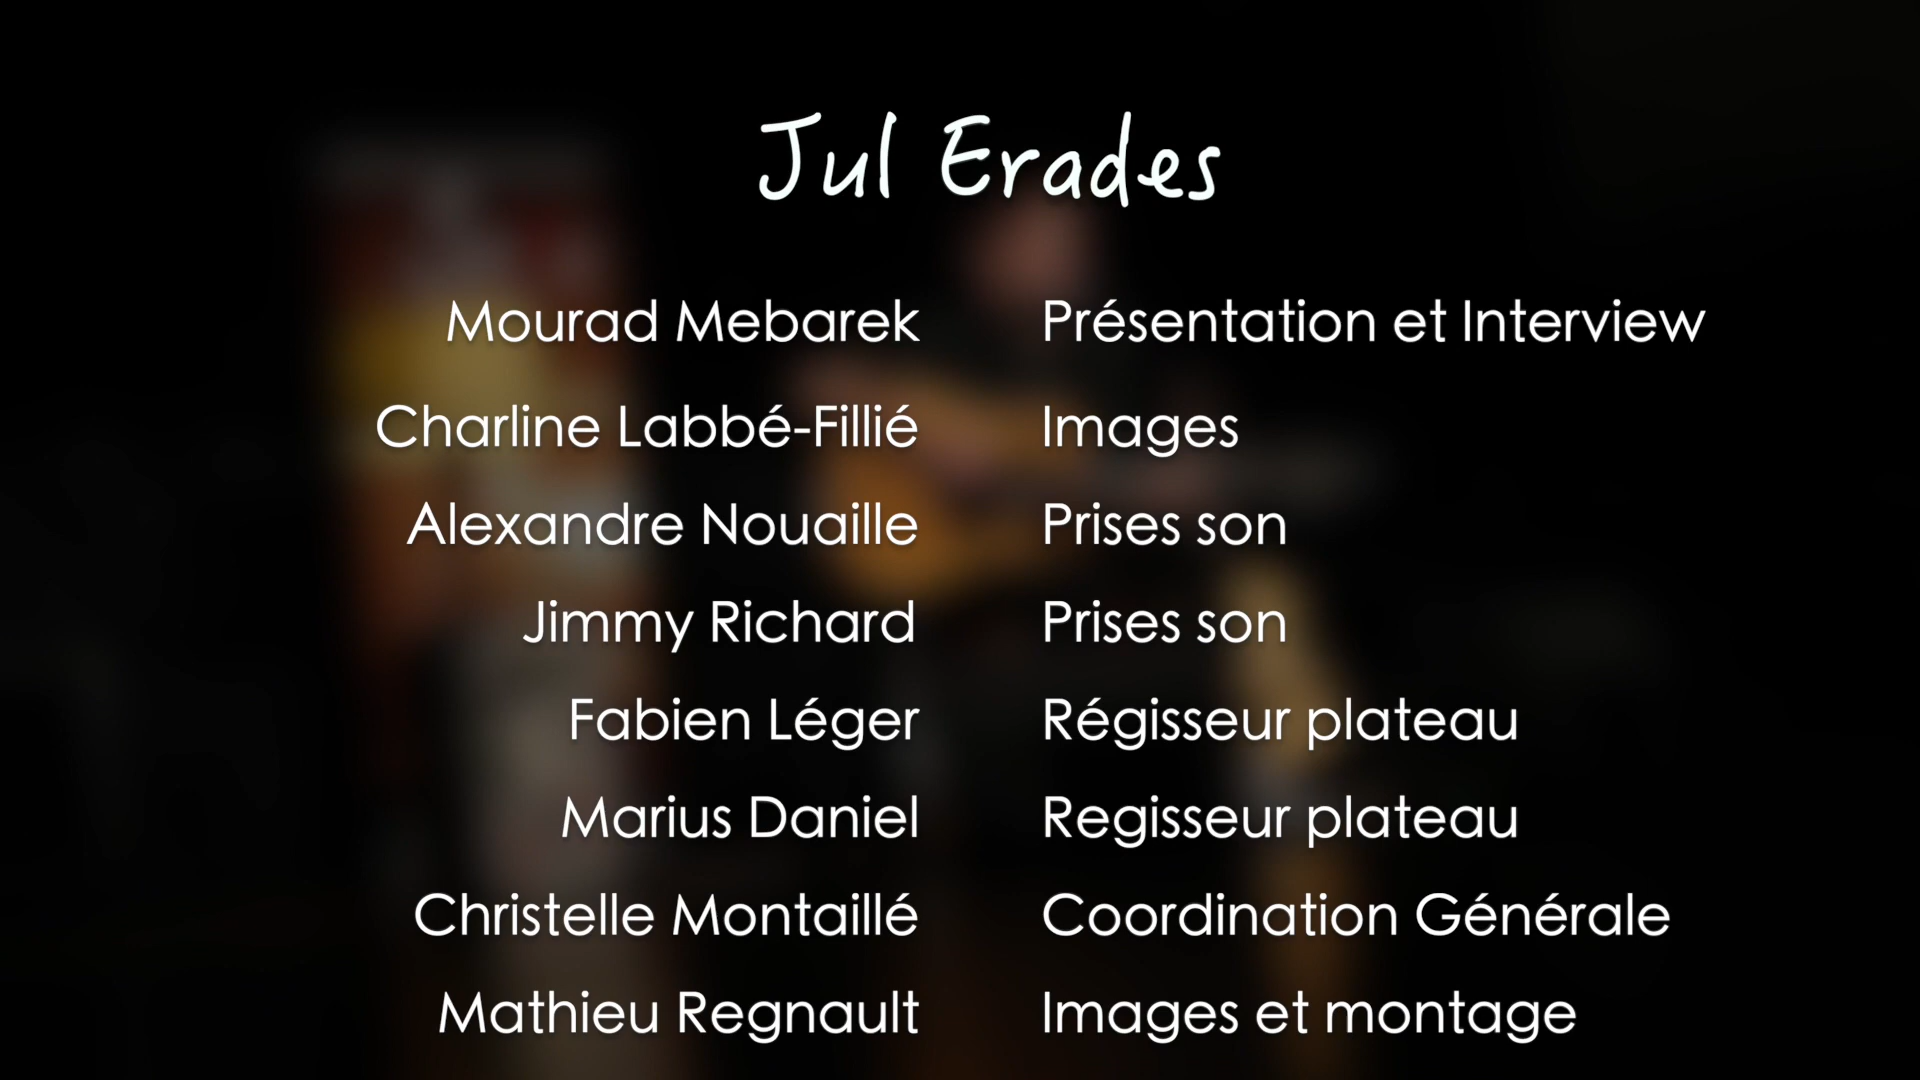 Jul Erades
Mourad Mebarek Présentation et Interview
Charline Labbé-Fillié Images
Alexandre Nouaille Prises son
Jimmy Richard Prises son
Fabien Léger Régisseur plateau
Marius Daniel Regisseur plateau
Christelle Montaillé Coordination Générale
Mathieu Regnault Images et montage